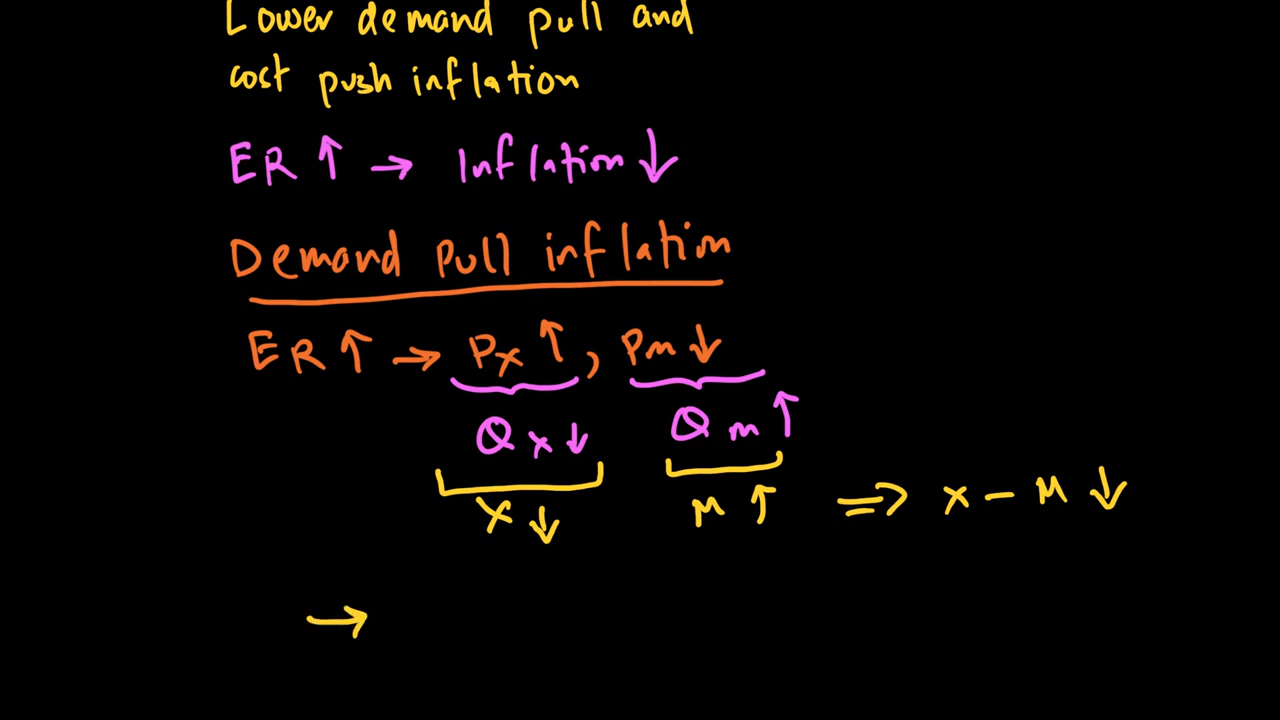 Lower demand pull and
cost push inflation
ER ↑ → Inflation ↓
Demand pull inflation
ER ↑ → Px ↑, Pm ↓
Qx ↓ Qm ↑
X ↓ M ↑ ⇒ X - M ↓
→